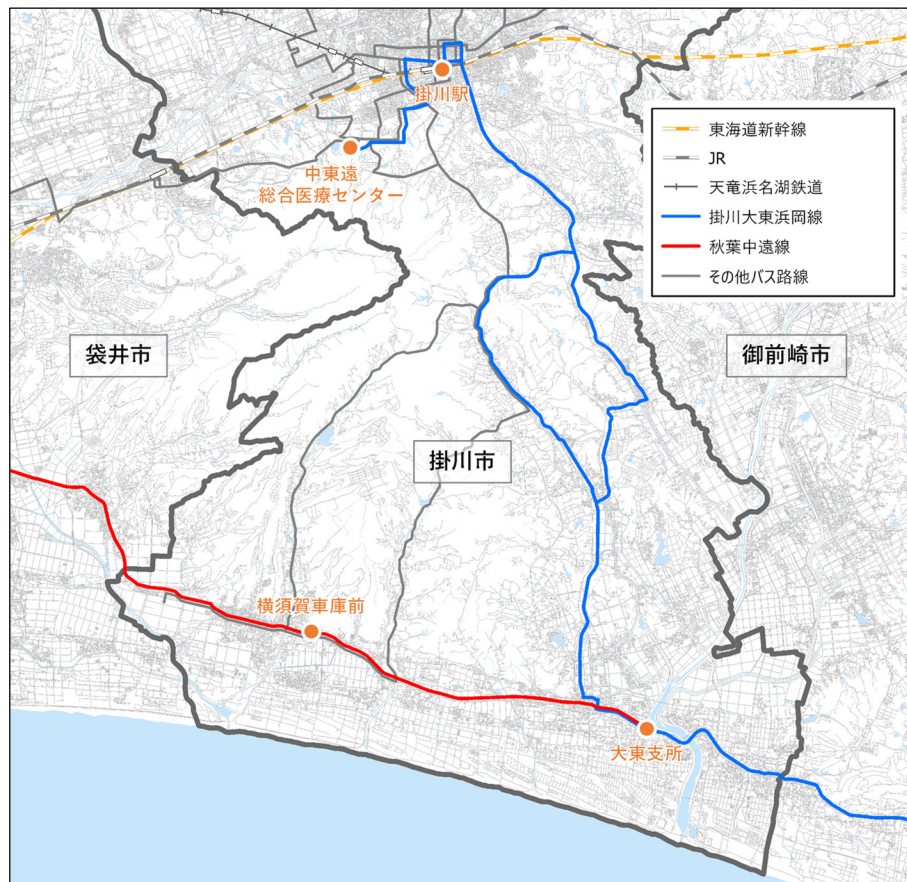 掛川駅
中東遠
総合医療センター
東海道新幹線
JR
天竜浜名湖鉄道
掛川大東浜岡線
秋葉中遠線
その他バス路線
袋井市
御前崎市
掛川市
横須賀車庫前
大東支所